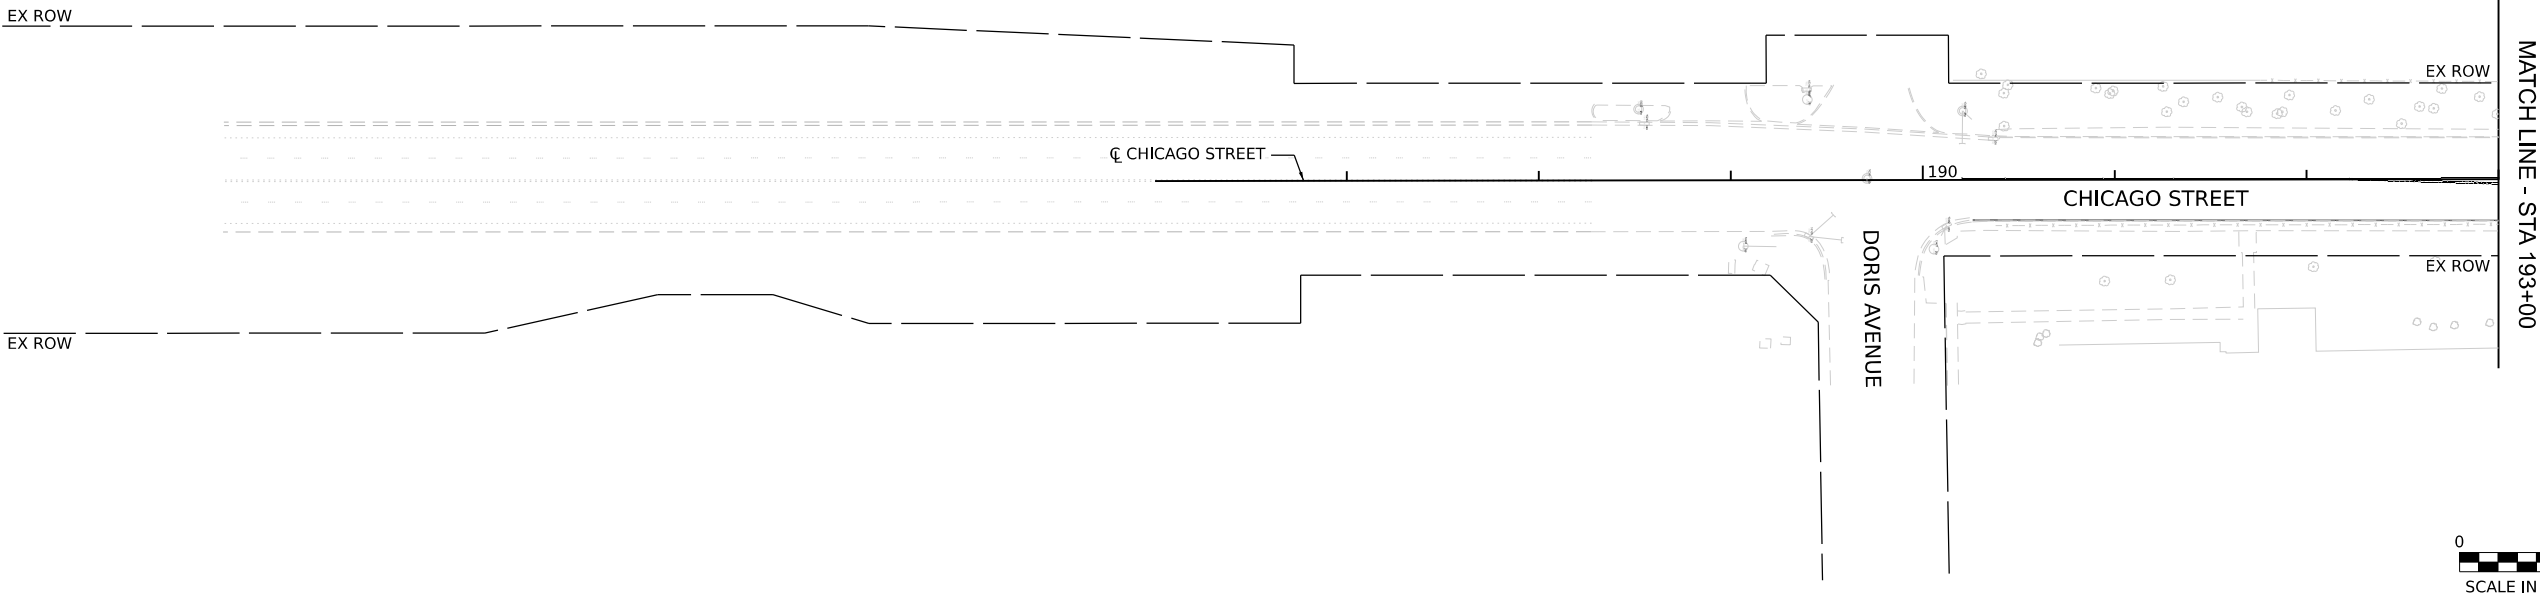 EX ROW
EX ROW
MATCH LINE - STA 193+00
℄ CHICAGO STREET
190
CHICAGO STREET
DORIS AVENUE
EX ROW
EX ROW
0
SCALE IN